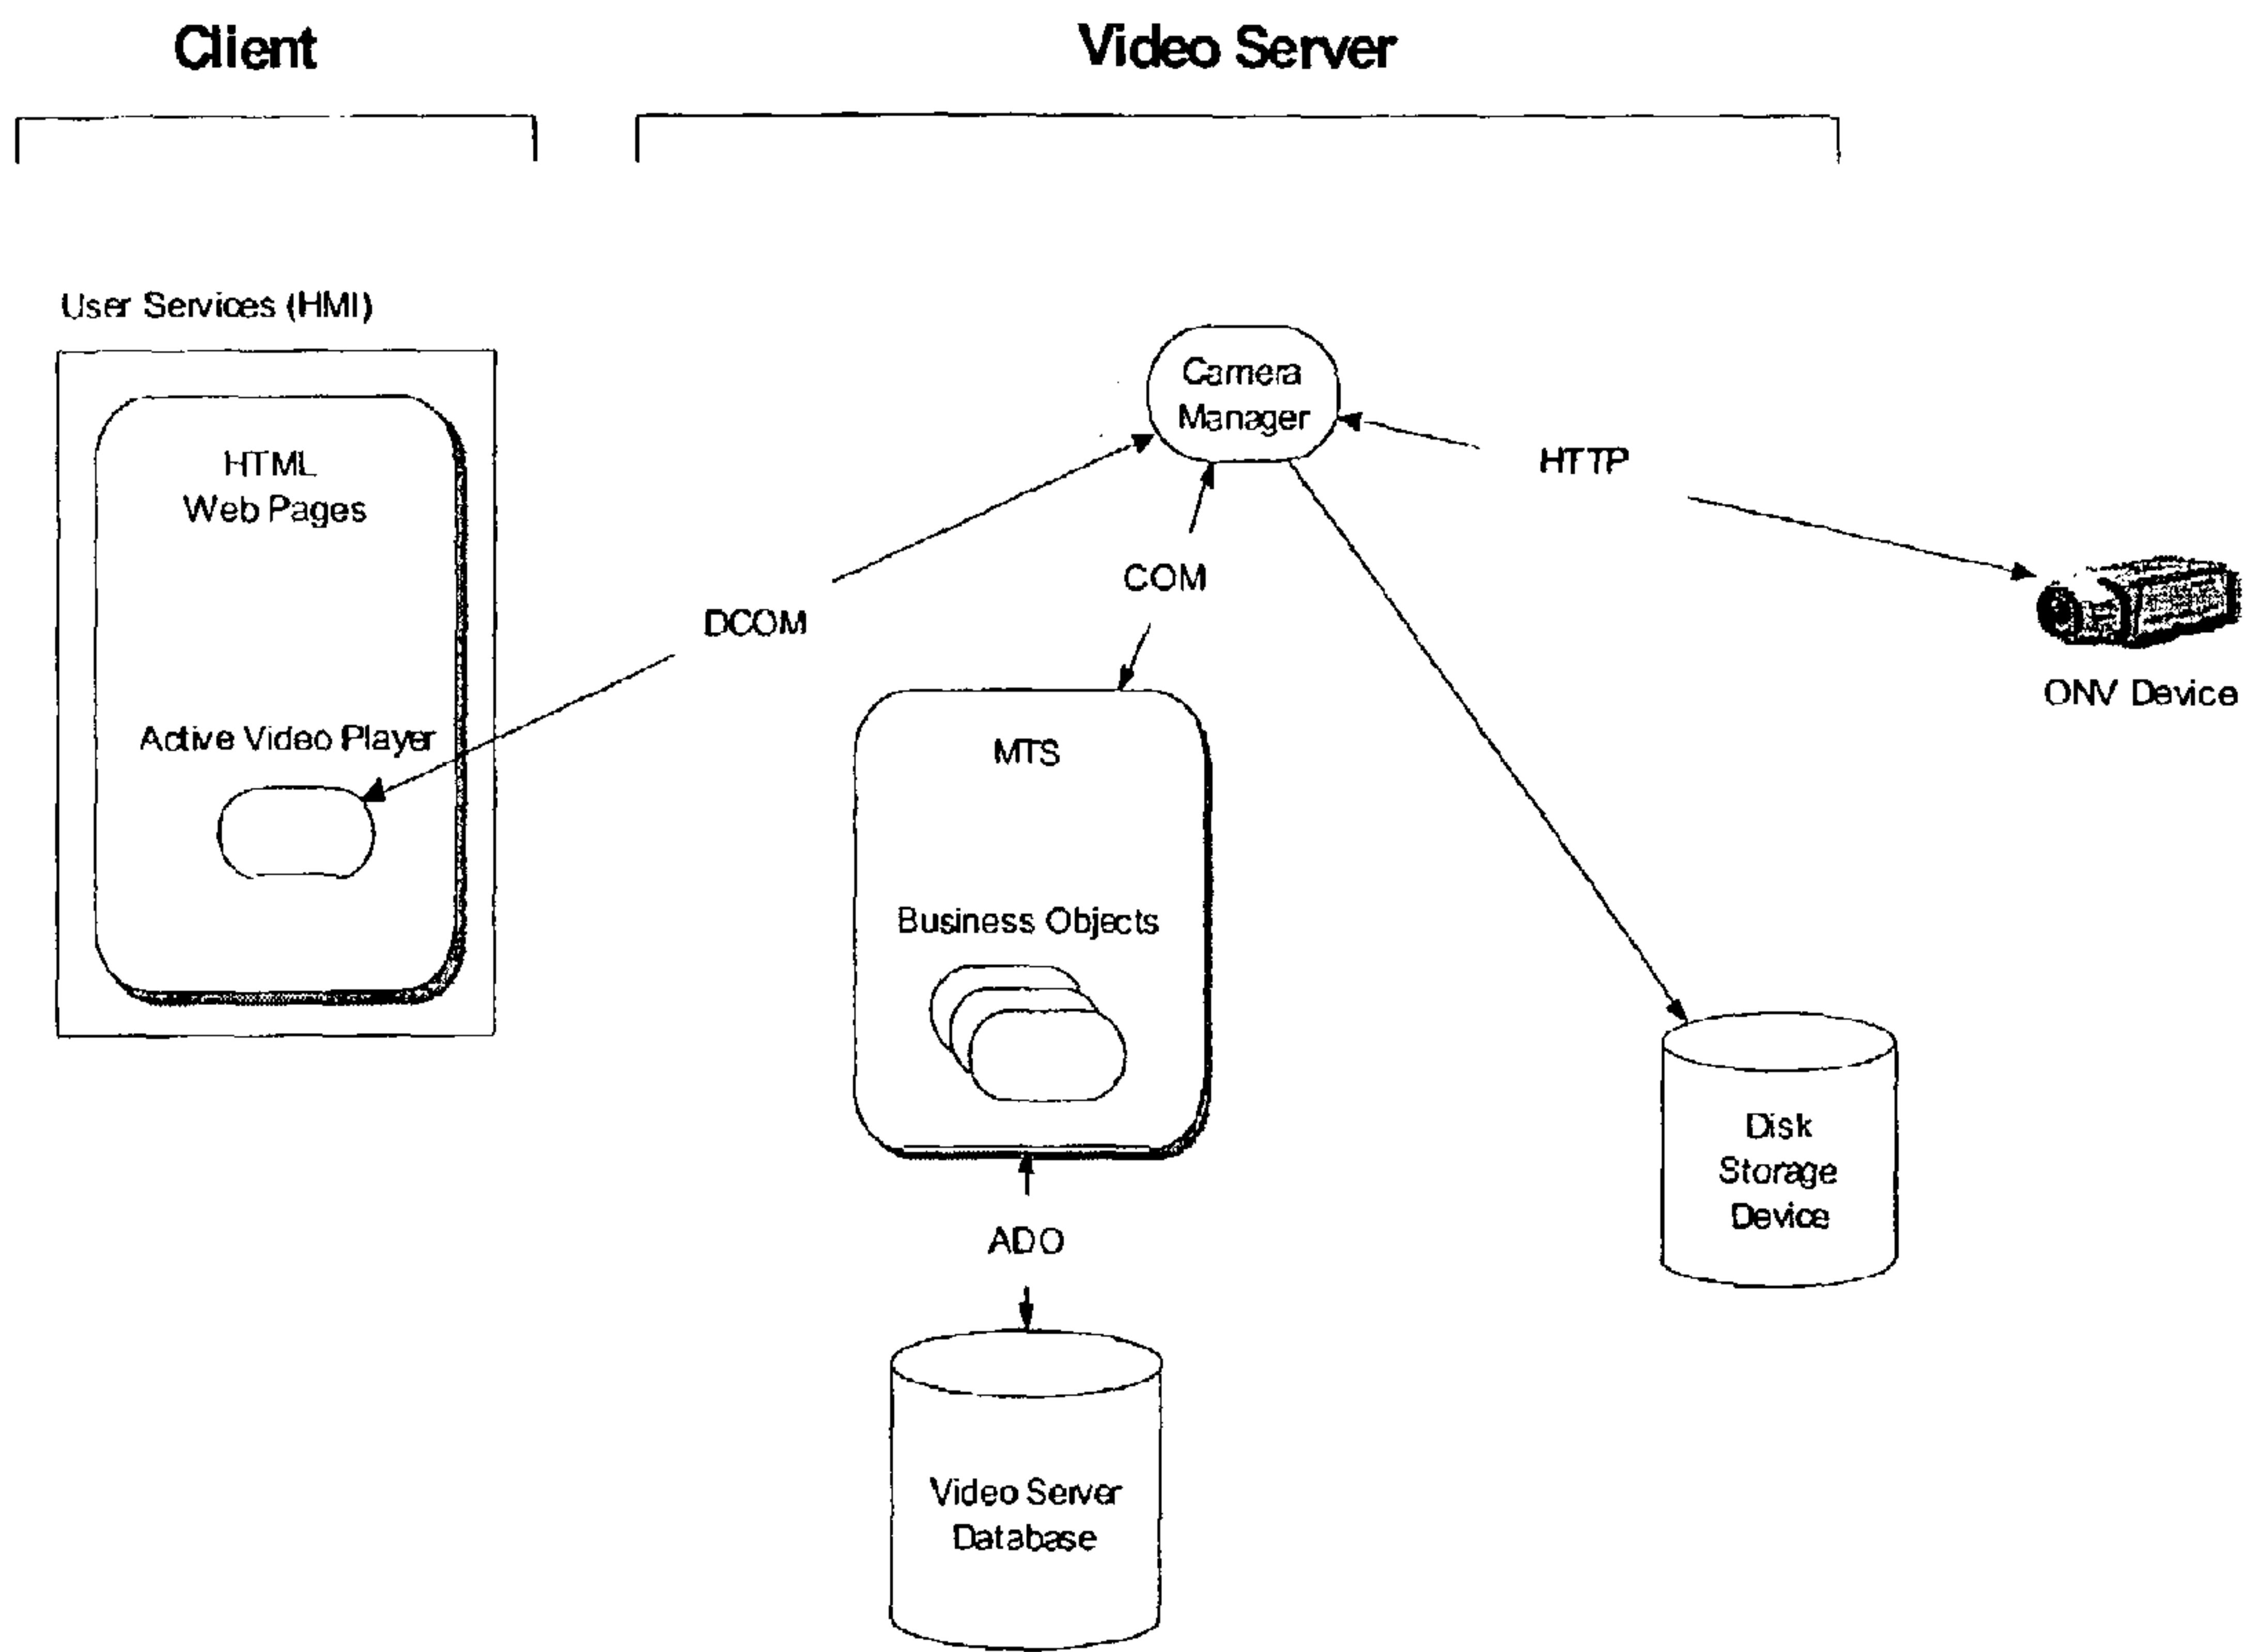 Client
Video Server
User Services (HMI)
HTML
Web Pages
Active Video Player
DCOM
Camera
Manager
COM
HTTP
ONV Device
MTS
Business Objects
ADO
Video Server
Database
Disk
Storage
Device